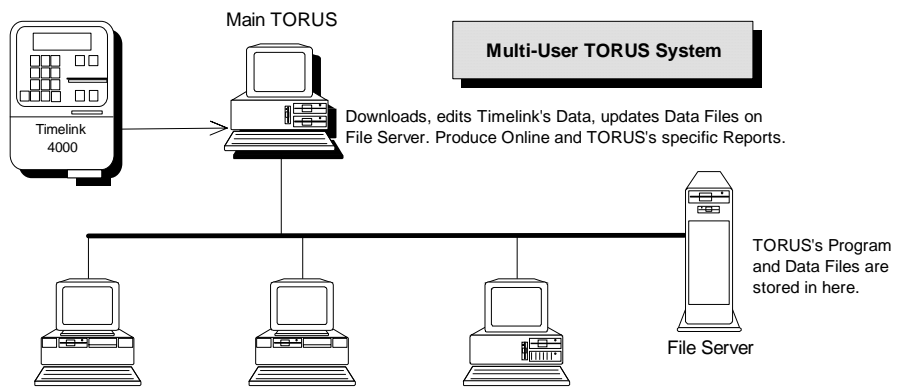 Main TORUS
Multi-User TORUS System
Timelink
4000
Downloads, edits Timelink's Data, updates Data Files on
File Server. Produce Online and TORUS's specific Reports.
TORUS's Program
and Data Files are
stored in here.
File Server